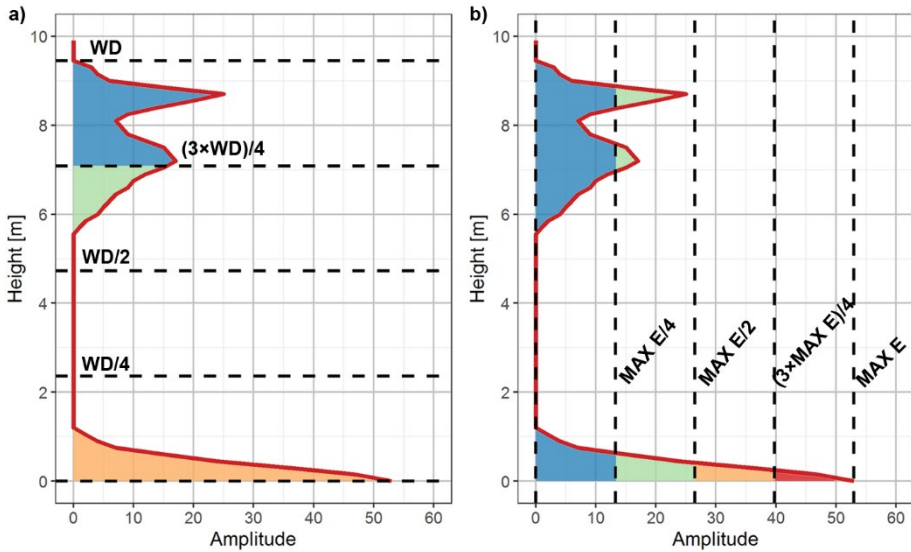 a)
WD
(3×WD)/4
WD/2
WD/4
10
8
6
4
2
0
Height [m]
0 10 20 30 40 50 60
Amplitude
b)
MAX E/4
MAX E/2
(3×MAX E)/4
MAX E
10
8
6
4
2
0
Height [m]
0 10 20 30 40 50 60
Amplitude